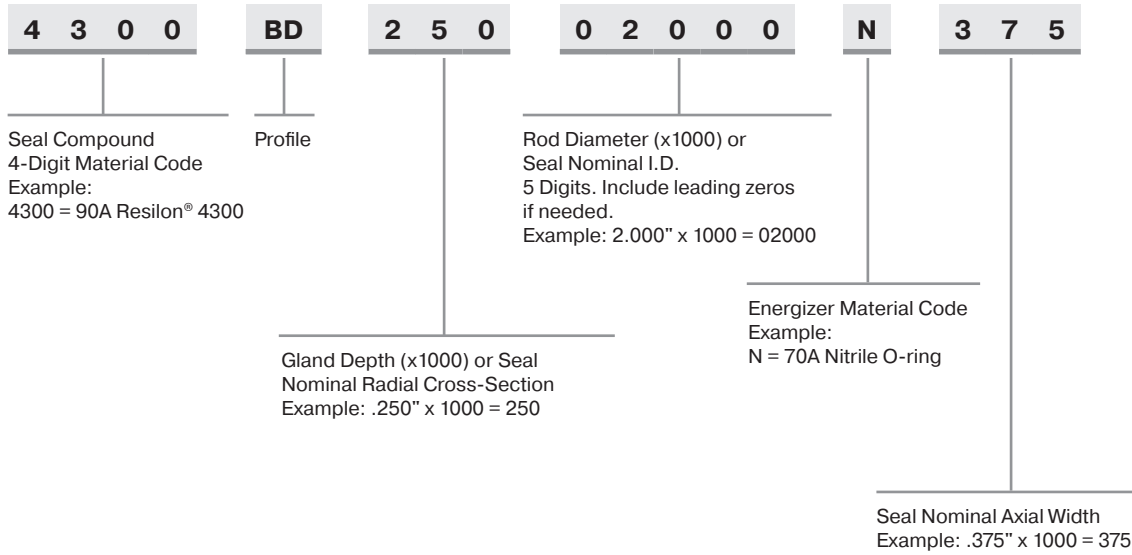 4 3 0 0 BD 2 5 0 0 2 0 0 0 N 3 7 5
Seal Compound
4-Digit Material Code
Example:
4300 = 90A Resilon® 4300
Profile
Rod Diameter (x1000) or
Seal Nominal I.D.
5 Digits. Include leading zeros
if needed.
Example: 2.000" x 1000 = 02000
Energizer Material Code
Example:
N = 70A Nitrile O-ring
Gland Depth (x1000) or Seal
Nominal Radial Cross-Section
Example: .250" x 1000 = 250
Seal Nominal Axial Width
Example: .375" x 1000 = 375